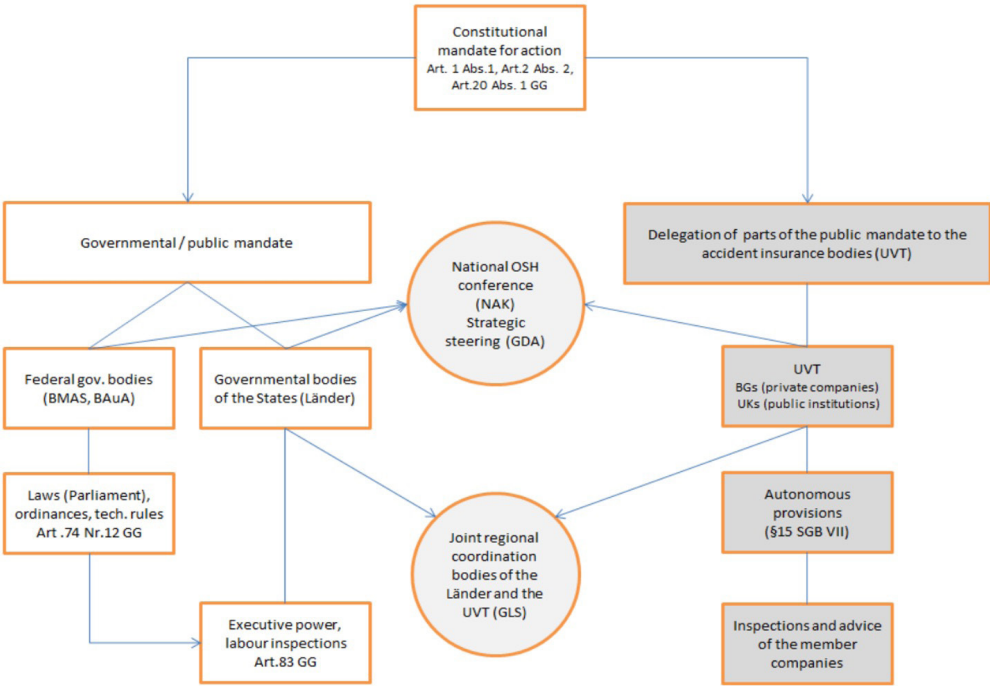 Constitutional
mandate for action
Art. 1 Abs.1, Art.2 Abs. 2,
Art.20 Abs. 1 GG
Governmental / public mandate
Delegation of parts of the public mandate to the
accident insurance bodies (UVT)
National OSH
conference
(NAK)
Strategic
steering (GDA)
Federal gov. bodies
(BMAS, BAuA)
Governmental bodies
of the States (Länder)
UVT
BGs (private companies)
UKs (public institutions)
Laws (Parliament),
ordinances, tech. rules
Art .74 Nr.12 GG
Autonomous
provisions
(§15 SGB VII)
Joint regional
coordination
bodies of the
Länder and the
UVT (GLS)
Executive power,
labour inspections
Art.83 GG
Inspections and advice
of the member
companies